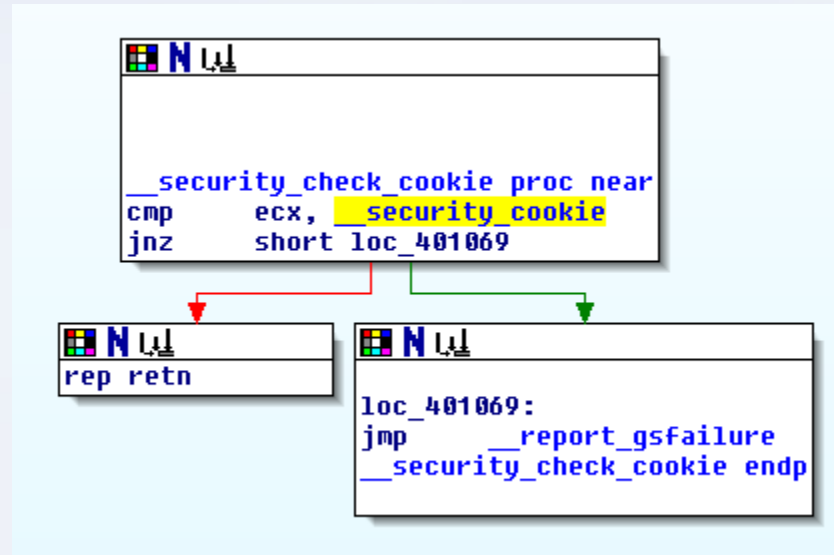 __security_check_cookie proc near
cmp ecx, __security_cookie
jnz short loc_401069
rep retn
loc_401069:
jmp __report_gsfailure
__security_check_cookie endp